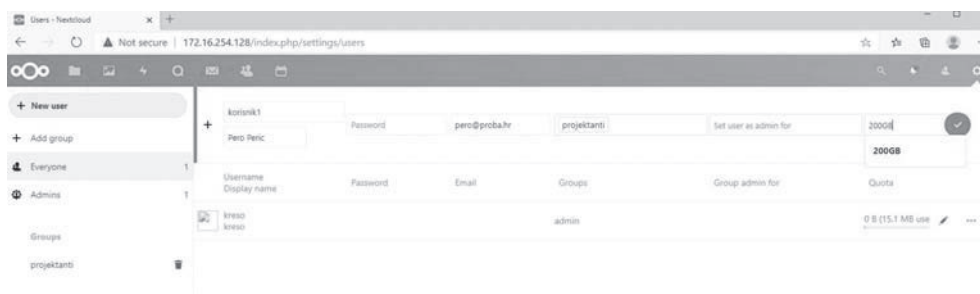 Users - Nextcloud
Not secure | 172.16.254.128/index.php/settings/users
+ New user
+ Add group
Everyone 1
Admins 1
Groups
projektanti
korisnik1
Pero Peric
Password
pero@proba.hr
projektanti
Set user as admin for
200GB
200GB
Username
Display name
Password
Email
Groups
Group admin for
Quota
kreso
kreso
admin
0 B (15.1 MB use